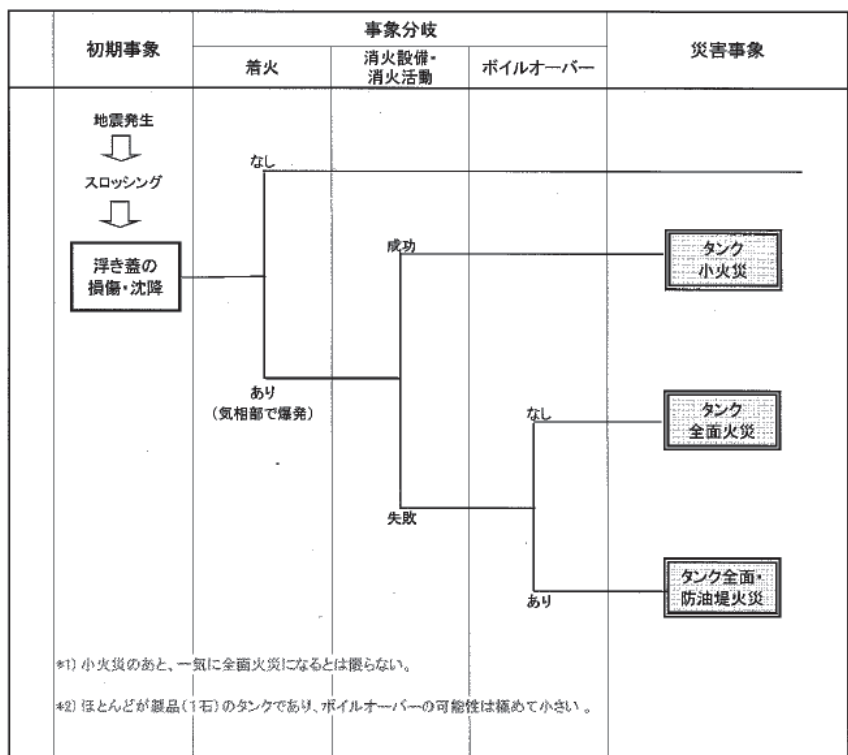 初期事象
事象分岐
災害事象
着火
消火設備・
消火活動
ボイルオーバー
地震発生
スロッシング
浮き蓋の
損傷・沈降
なし
あり
(気相部で爆発)
成功
失敗
なし
あり
タンク
小火災
タンク
全面火災
タンク全面・
防油堤火災
*1) 小火災のあと、一気に全面火災になるとは限らない。
*2) ほとんどが製品(1石)のタンクであり、ボイルオーバーの可能性は極めて小さい。